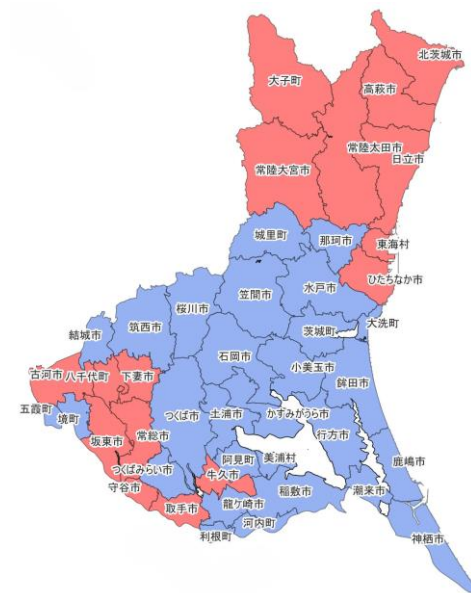 北茨城市
大子町
高萩市
常陸太田市
日立市
常陸大宮市
城里町
那珂市
東海村
ひたちなか市
笠間市
水戸市
桜川市
大洗町
筑西市
結城市
茨城町
石岡市
小美玉市
古河市
八千代町
下妻市
鉾田市
五霞町
境町
つくば市
土浦市
かすみがうら市
坂東市
常総市
行方市
つくばみらい市
阿見町
美浦村
鹿嶋市
牛久市
守谷市
稲敷市
潮来市
取手市
龍ケ崎市
河内町
利根町
神栖市